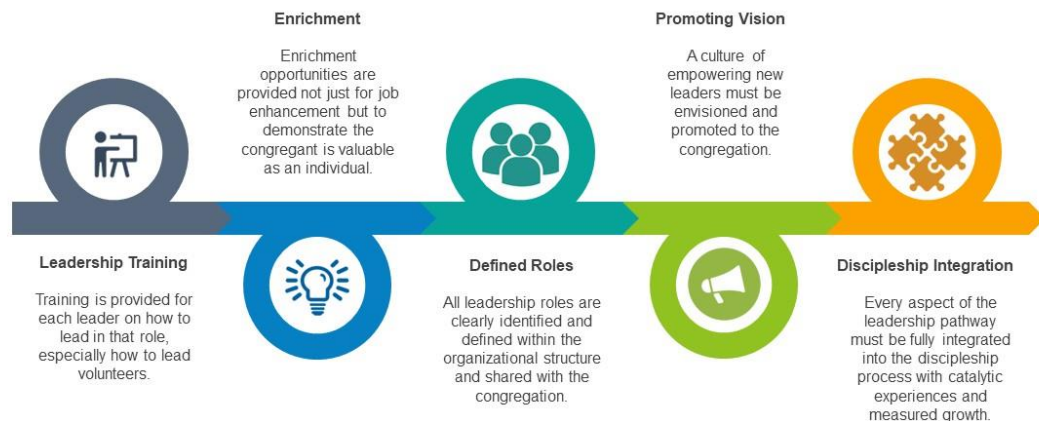 Enrichment
Enrichment
opportunities are
provided not just for job
enhancement but to
demonstrate the
congregant is valuable
as an individual.
Promoting Vision
A culture of
empowering new
leaders must be
envisioned and
promoted to the
congregation.
Leadership Training
Training is provided for
each leader on how to
lead in that role,
especially how to lead
volunteers.
Defined Roles
All leadership roles are
clearly identified and
defined within the
organizational structure
and shared with the
congregation.
Discipleship Integration
Every aspect of the
leadership pathway
must be fully integrated
into the discipleship
process with catalytic
experiences and
measured growth.